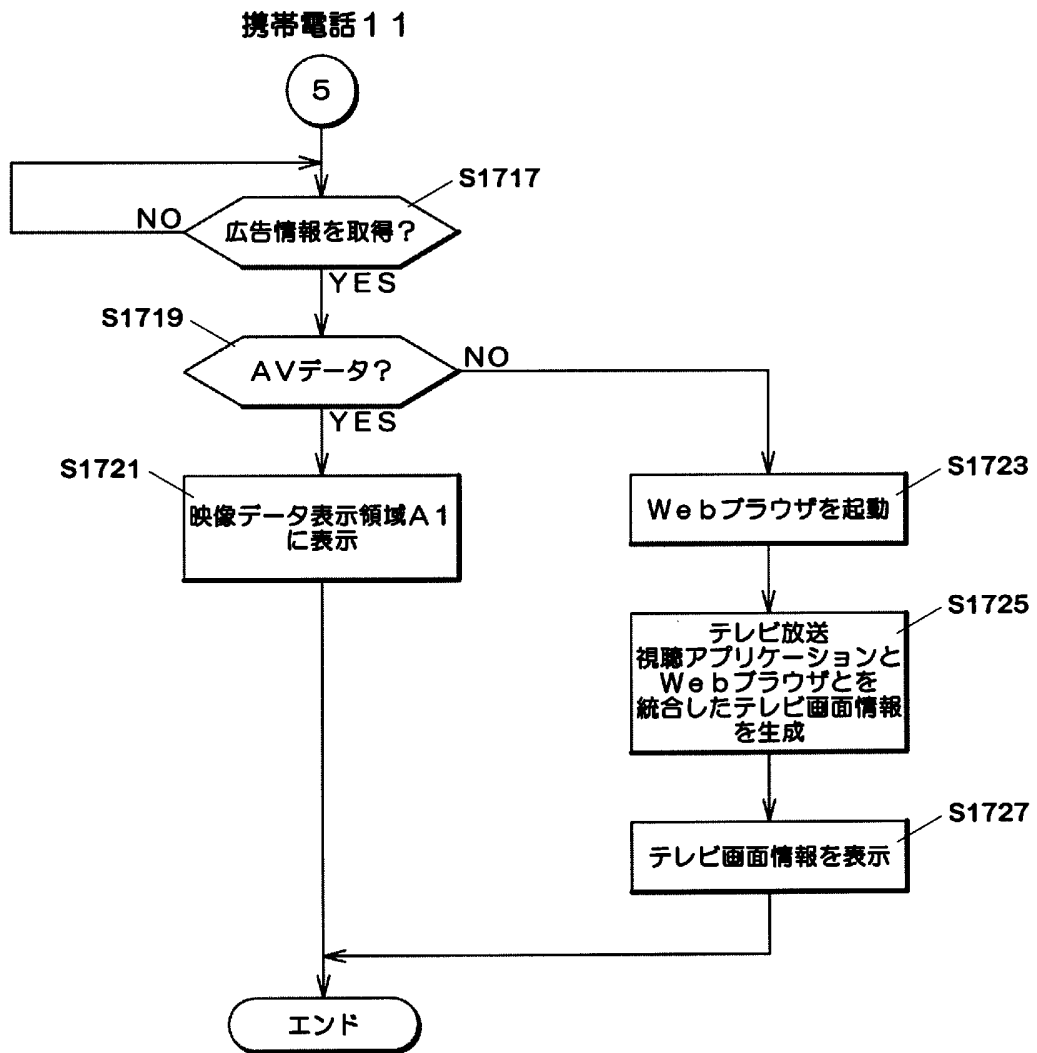 携帯電話１１
５
S1717
NO
広告情報を取得？
YES
S1719
ＡＶデータ？
NO
YES
S1721
映像データ表示領域Ａ１
に表示
S1723
Ｗｅｂブラウザを起動
S1725
テレビ放送
視聴アプリケーションと
Ｗｅｂブラウザとを
統合したテレビ画面情報
を生成
S1727
テレビ画面情報を表示
エンド